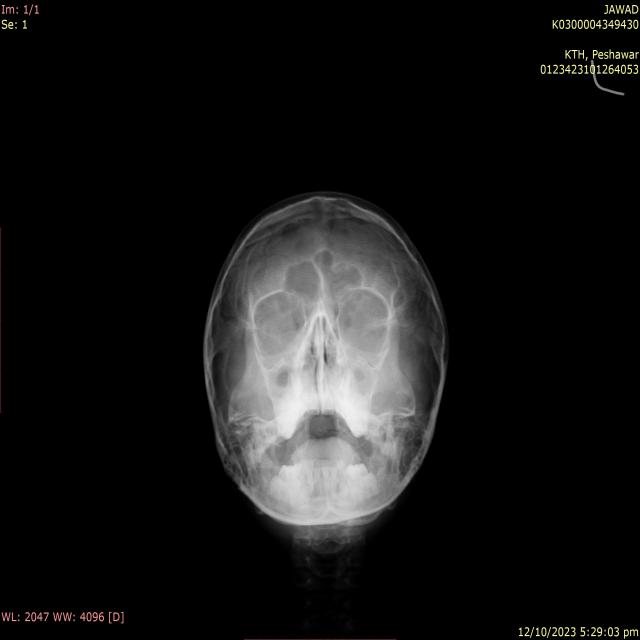 Im: 1/1
Se: 1
JAWAD
K0300004349430
KTH, Peshawar
0123423101264053
WL: 2047 WW: 4096 [D]
12/10/2023 5:29:03 pm